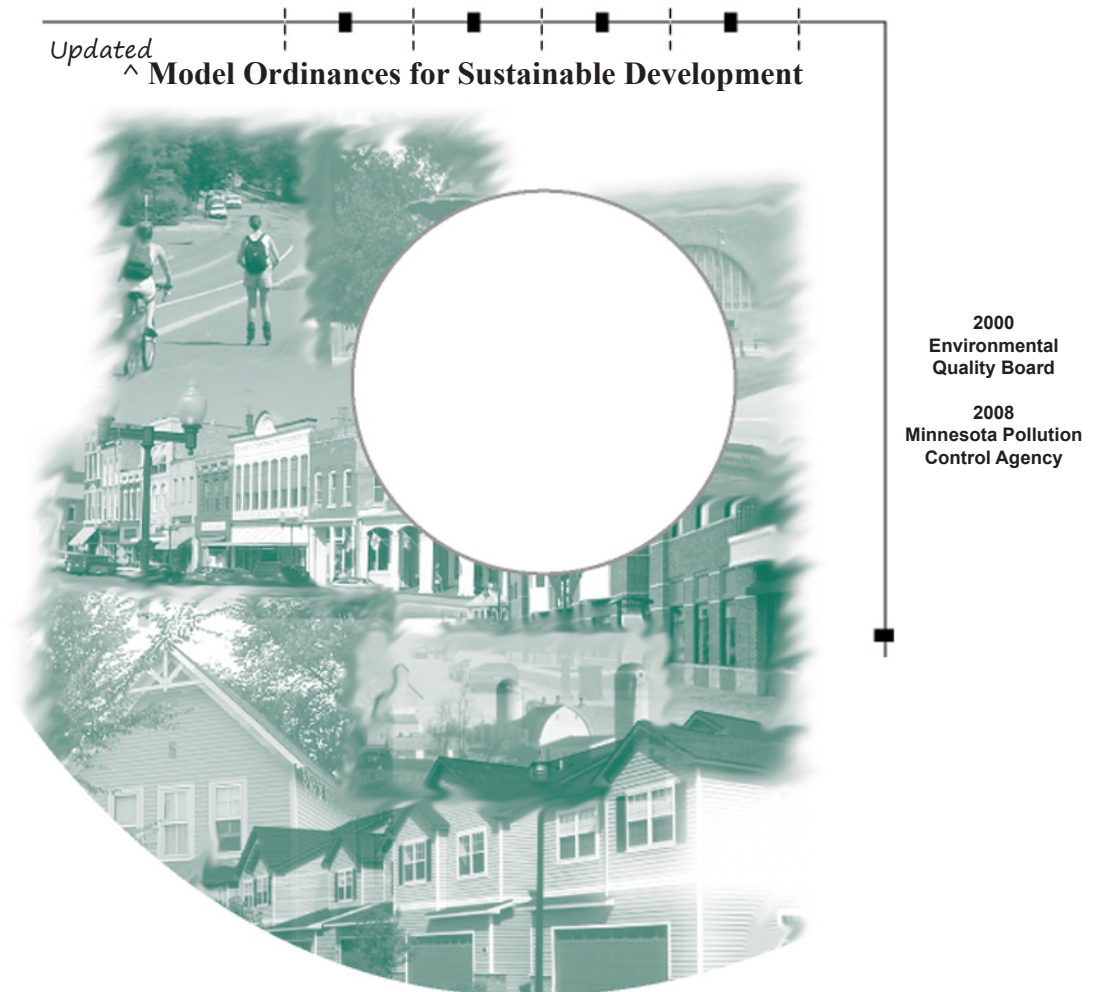 Updated
^ Model Ordinances for Sustainable Development
2000
Environmental
Quality Board
2008
Minnesota Pollution
Control Agency